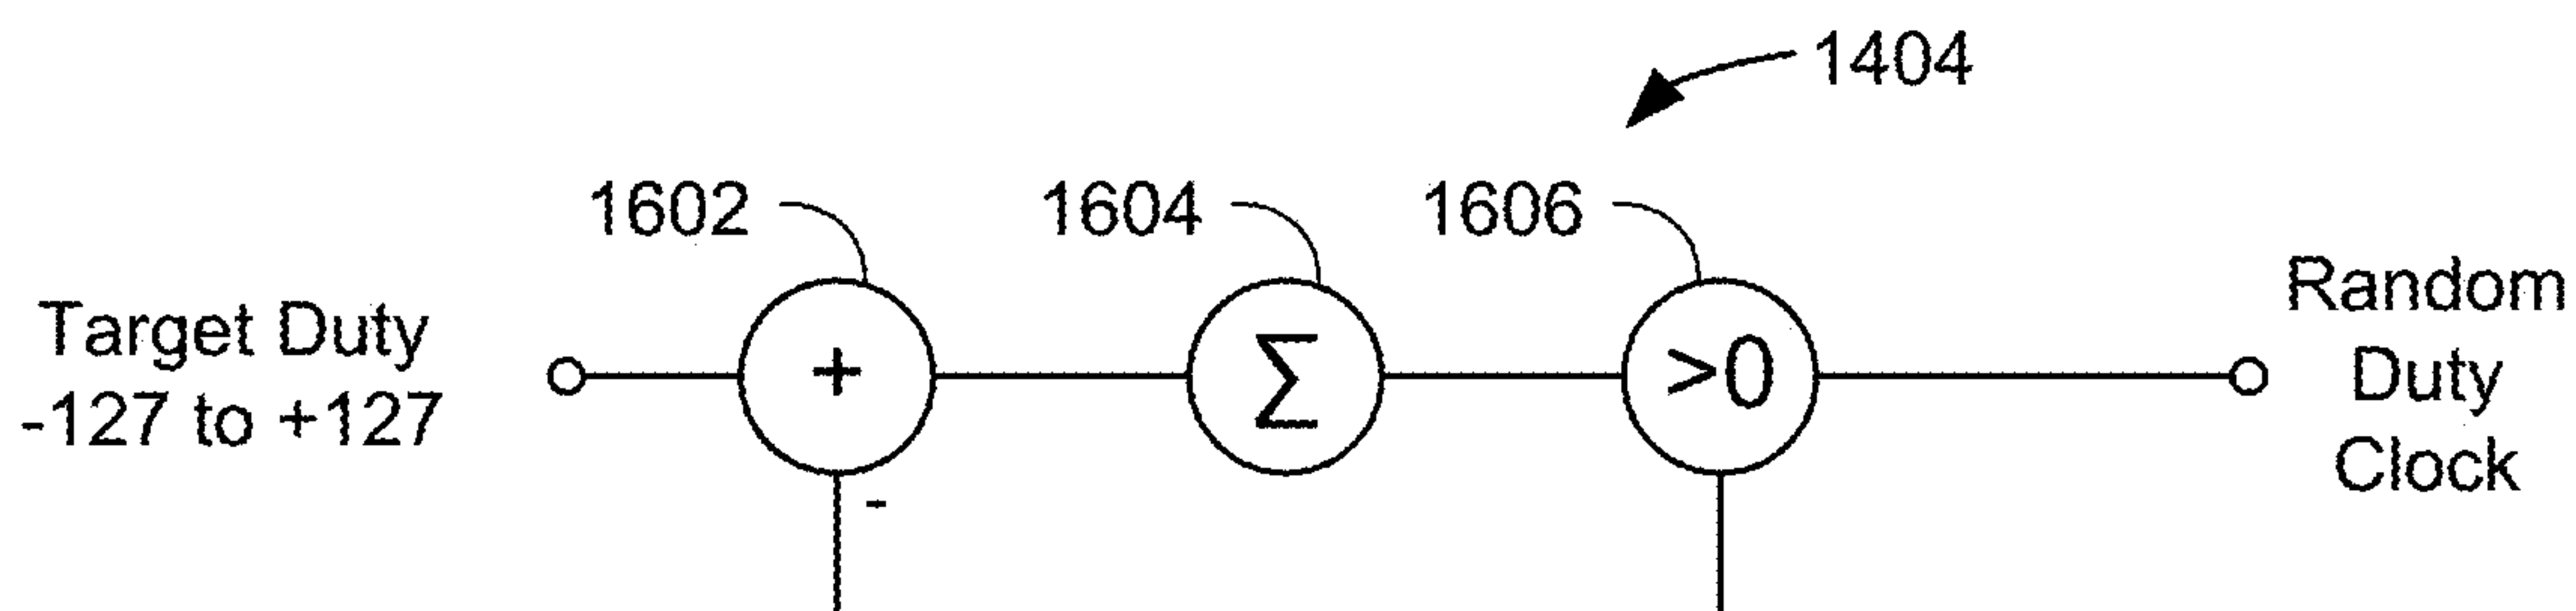 1404
1602
1604
1606
Target Duty
-127 to +127
+
Σ
>0
Random
Duty
Clock
-